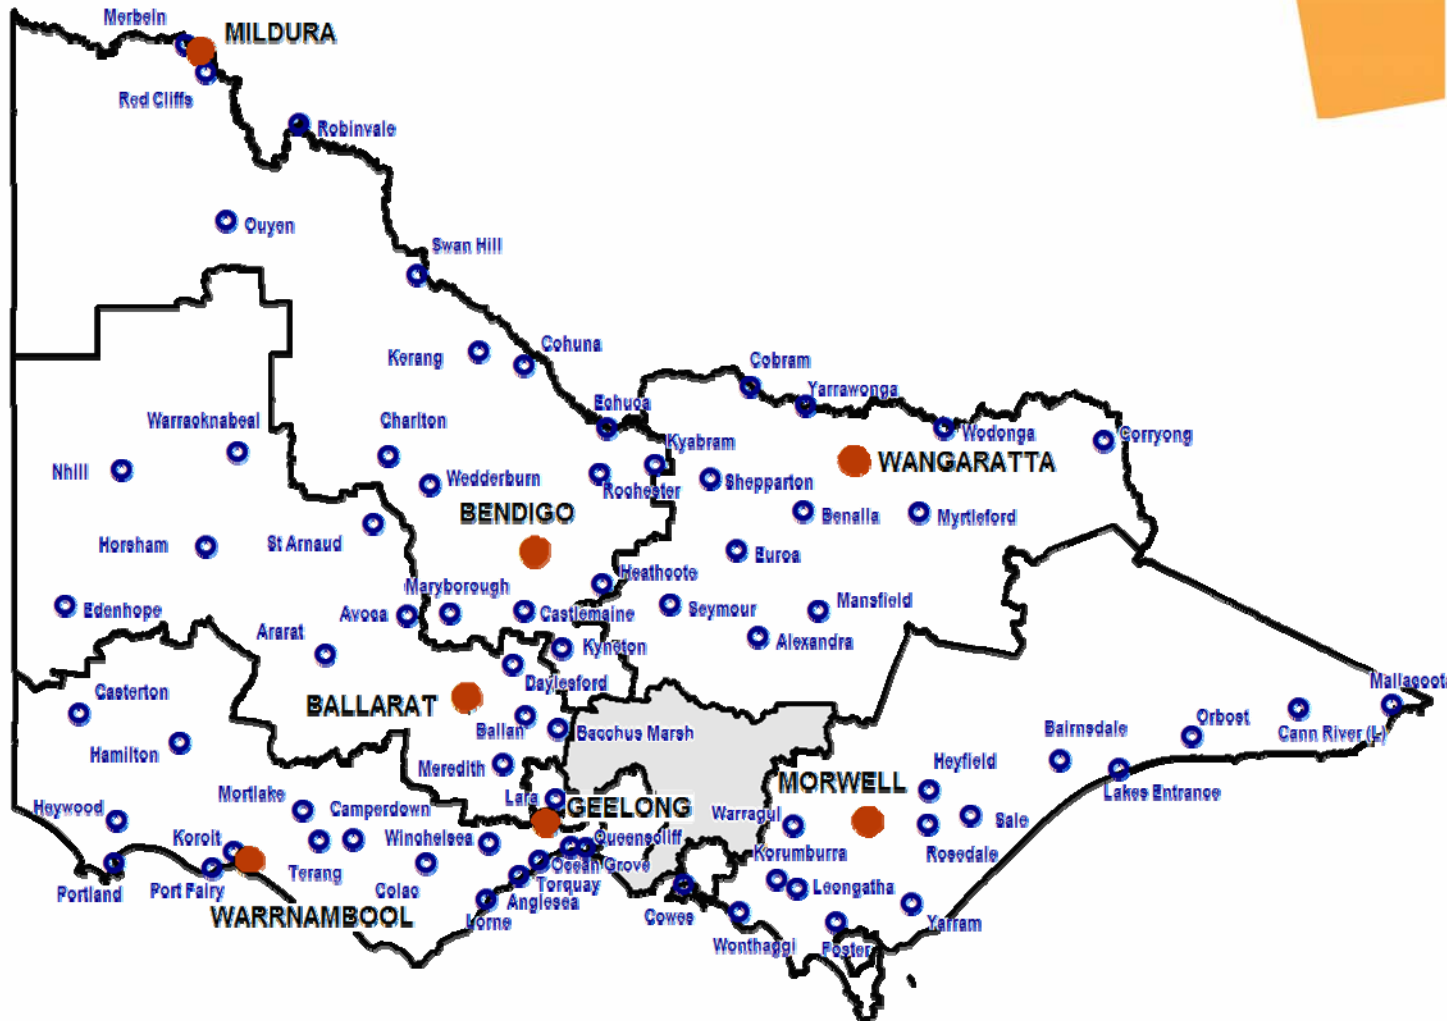 Merbein
MILDURA
Red Cliffs
Robinvale
Ouyen
Swan Hill
Kerang
Cohuna
Cobram
Yarrawonga
Echuca
Wodonga
Corryong
Warracknabeal
Charlton
Kyabram
WANGARATTA
Nhill
Wedderburn
Rochester
Shepparton
BENDIGO
Benalla
Myrtleford
Horsham
St Arnaud
Euroa
Heathcote
Edenhope
Maryborough
Avoca
Castlemaine
Seymour
Mansfield
Ararat
Alexandra
Kyneton
Daylesford
Casterton
BALLARAT
Mallacoota
Hamilton
Ballan
Bacchus Marsh
Bairnsdale
Orbost
Cann River (L)
Meredith
MORWELL
Heyfield
Lakes Entrance
Heywood
Mortlake
Camperdown
Lara
GEELONG
Warragul
Sale
Koroit
Winchelsea
Queenscliff
Korumburra
Rosedale
Portland
Port Fairy
Terang
Colac
Ocean Grove
Torquay
Anglesea
Leongatha
WARRNAMBOOL
Lorne
Cowes
Wonthaggi
Foster
Yarram